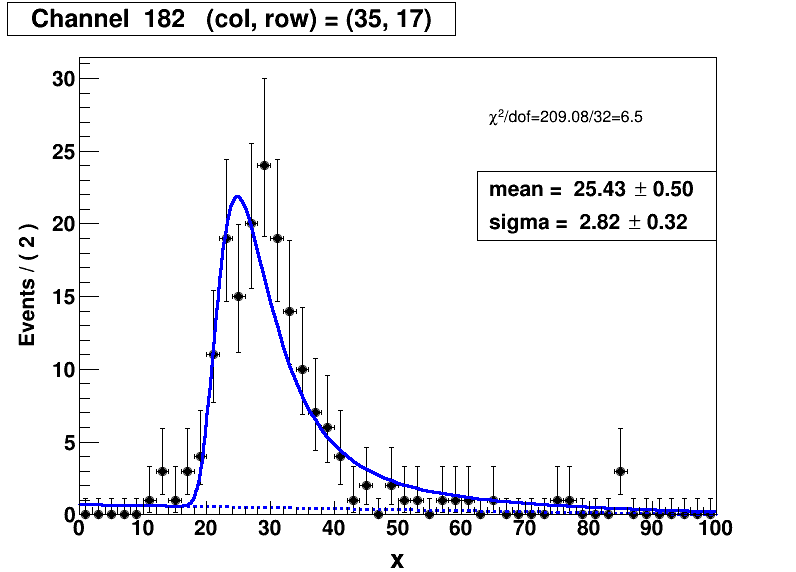 Channel 182 (col, row) = (35, 17)
χ²/dof=209.08/32=6.5
mean = 25.43 ± 0.50
sigma = 2.82 ± 0.32
Events / ( 2 )
30
25
20
15
10
5
0
0 10 20 30 40 50 60 70 80 90 100
x